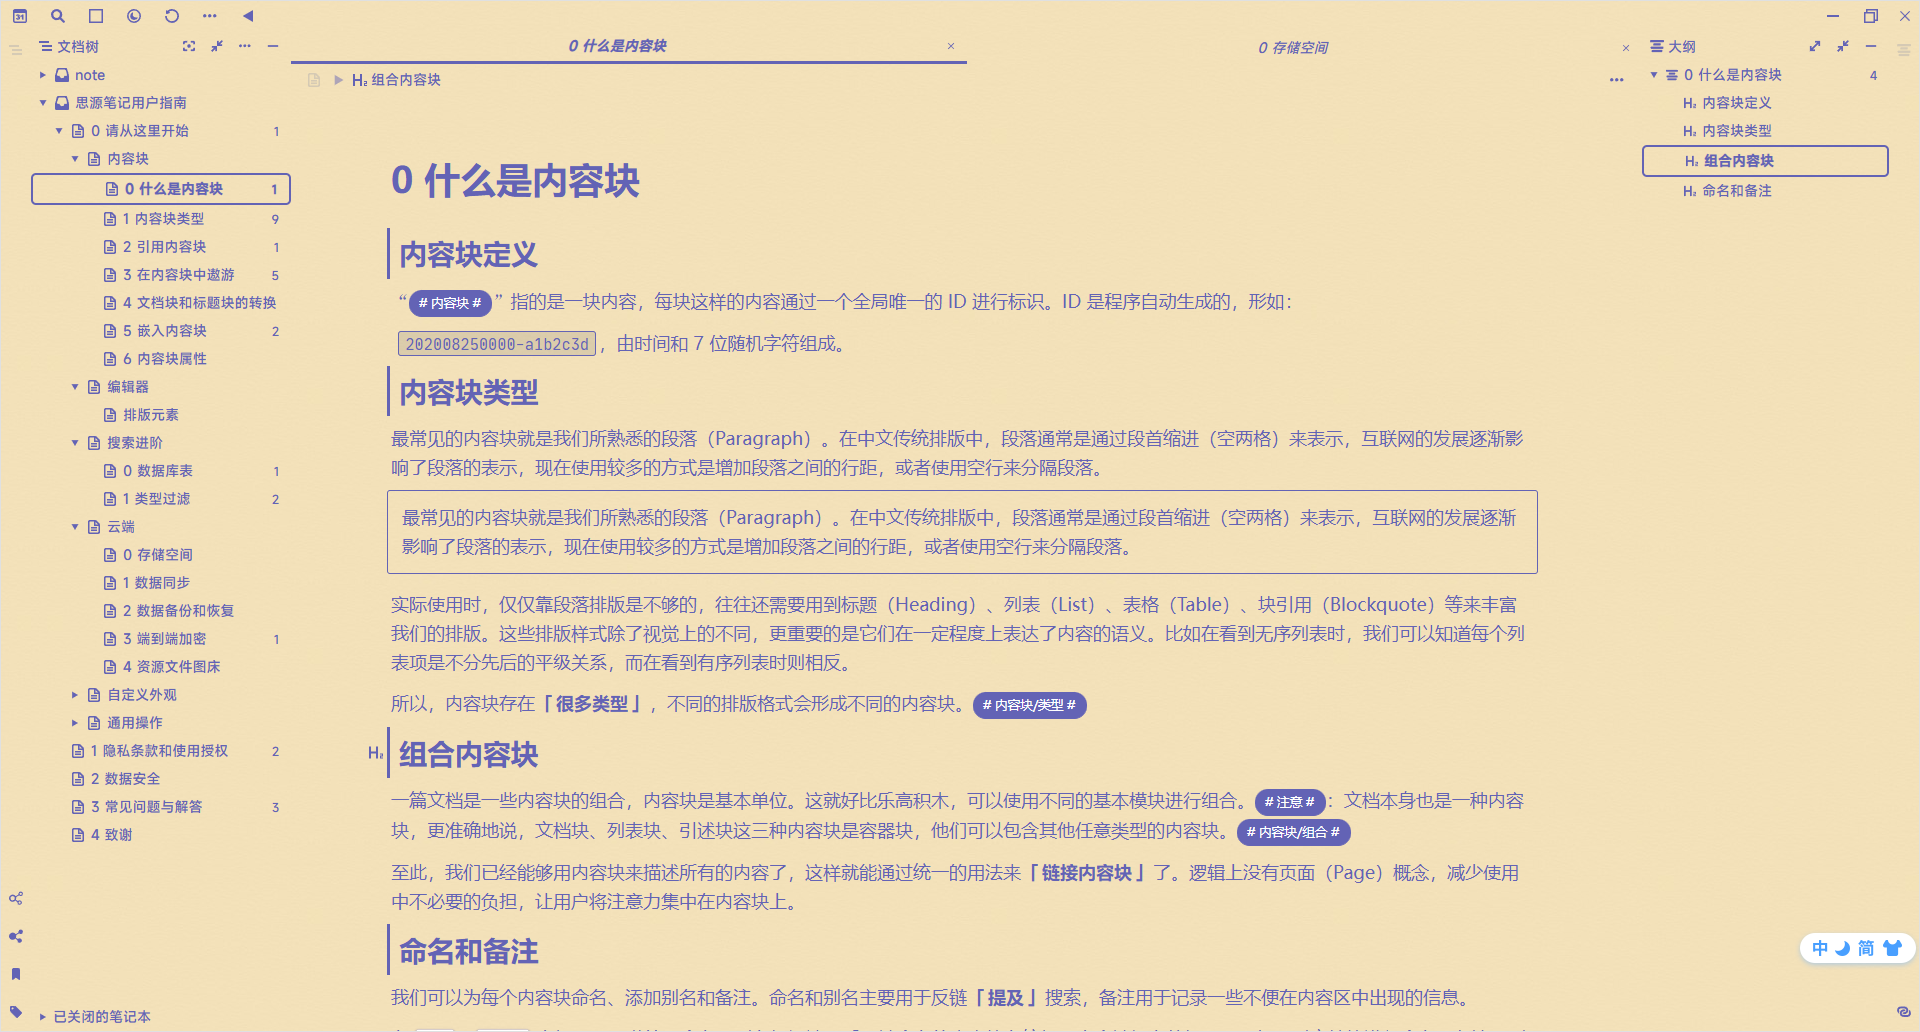 31
文档树
note
思源笔记用户指南
0 请从这里开始 1
内容块
0 什么是内容块 1
1 内容块类型 9
2 引用内容块 1
3 在内容块中遨游 5
4 文档块和标题块的转换
5 嵌入内容块 2
6 内容块属性
编辑器
排版元素
搜索进阶
0 数据库表 1
1 类型过滤 2
云端
0 存储空间
1 数据同步
2 数据备份和恢复
3 端到端加密 1
4 资源文件图床
自定义外观
通用操作
1 隐私条款和使用授权 2
2 数据安全
3 常见问题与解答 3
4 致谢
已关闭的笔记本
0 什么是内容块
0 存储空间
H₂ 组合内容块
0 什么是内容块
内容块定义
“# 内容块 #” 指的是一块内容，每块这样的内容通过一个全局唯一的 ID 进行标识。ID 是程序自动生成的，形如：
202008250000-a1b2c3d，由时间和 7 位随机字符组成。
内容块类型
最常见的内容块就是我们所熟悉的段落（Paragraph）。在中文传统排版中，段落通常是通过段首缩进（空两格）来表示，互联网的发展逐渐影
响了段落的表示，现在使用较多的方式是增加段落之间的行距，或者使用空行来分隔段落。
最常见的内容块就是我们所熟悉的段落（Paragraph）。在中文传统排版中，段落通常是通过段首缩进（空两格）来表示，互联网的发展逐渐
影响了段落的表示，现在使用较多的方式是增加段落之间的行距，或者使用空行来分隔段落。
实际使用时，仅仅靠段落排版是不够的，往往还需要用到标题（Heading）、列表（List）、表格（Table）、块引用（Blockquote）等来丰富
我们的排版。这些排版样式除了视觉上的不同，更重要的是它们在一定程度上表达了内容的语义。比如在看到无序列表时，我们可以知道每个列
表项是不分先后的平级关系，而在看到有序列表时则相反。
所以，内容块存在「很多类型」，不同的排版格式会形成不同的内容块。# 内容块/类型 #
H₂ 组合内容块
一篇文档是一些内容块的组合，内容块是基本单位。这就好比乐高积木，可以使用不同的基本模块进行组合。# 注意 #：文档本身也是一种内容
块，更准确地说，文档块、列表块、引述块这三种内容块是容器块，他们可以包含其他任意类型的内容块。# 内容块/组合 #
至此，我们已经能够用内容块来描述所有的内容了，这样就能通过统一的用法来「链接内容块」了。逻辑上没有页面（Page）概念，减少使用
中不必要的负担，让用户将注意力集中在内容块上。
命名和备注
我们可以为每个内容块命名、添加别名和备注。命名和别名主要用于反链「提及」搜索，备注用于记录一些不便在内容区中出现的信息。
大纲
0 什么是内容块 4
H₂ 内容块定义
H₂ 内容块类型
H₂ 组合内容块
H₂ 命名和备注
中 简